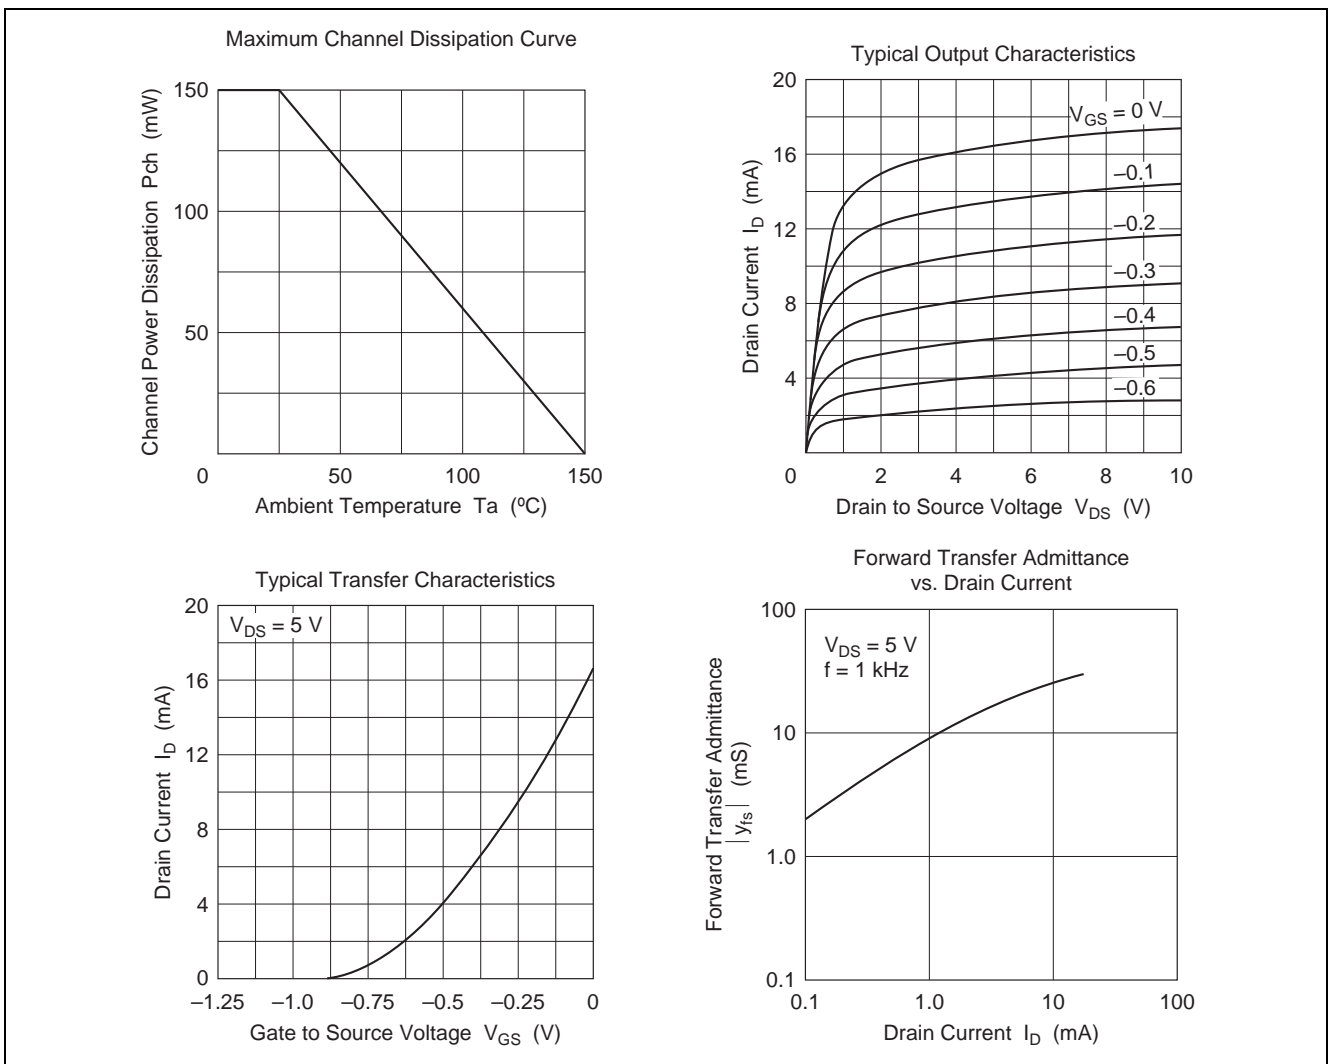 Maximum Channel Dissipation Curve
Channel Power Dissipation Pch (mW)
150
100
50
0
50
100
150
Ambient Temperature Ta (ºC)
Typical Output Characteristics
Drain Current I_D (mA)
20
16
12
8
4
V_GS = 0 V
–0.1
–0.2
–0.3
–0.4
–0.5
–0.6
0
2
4
6
8
10
Drain to Source Voltage V_DS (V)
Typical Transfer Characteristics
V_DS = 5 V
Drain Current I_D (mA)
20
16
12
8
4
0
–1.25
–1.0
–0.75
–0.5
–0.25
0
Gate to Source Voltage V_GS (V)
Forward Transfer Admittance
vs. Drain Current
V_DS = 5 V
f = 1 kHz
Forward Transfer Admittance
|y_fs| (mS)
100
10
1.0
0.1
0.1
1.0
10
100
Drain Current I_D (mA)